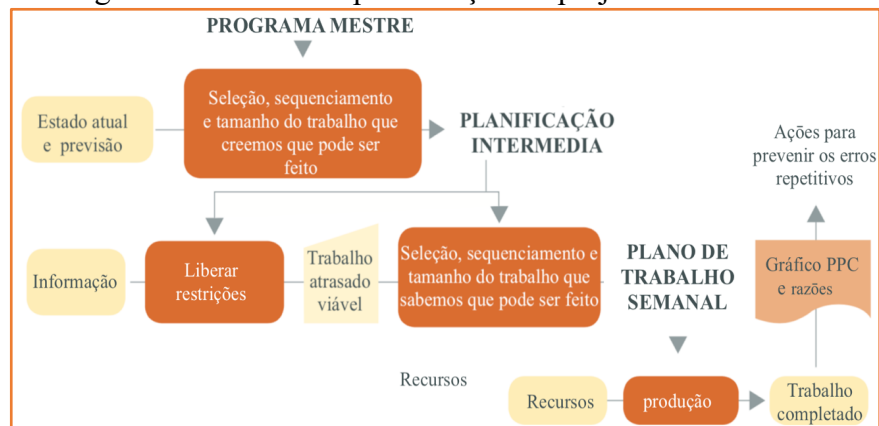 PROGRAMA MESTRE
Estado atual
e previsão
Seleção, sequenciamento
e tamanho do trabalho que
creemos que pode ser
feito
PLANIFICAÇÃO
INTERMEDIA
Ações para
prevenir os erros
repetitivos
Informação
Liberar
restrições
Trabalho
atrasado
viável
Seleção, sequenciamento e
tamanho do trabalho que
sabemos que pode ser feito
PLANO DE
TRABALHO
SEMANAL
Gráfico PPC
e razões
Recursos
Recursos
produção
Trabalho
completado